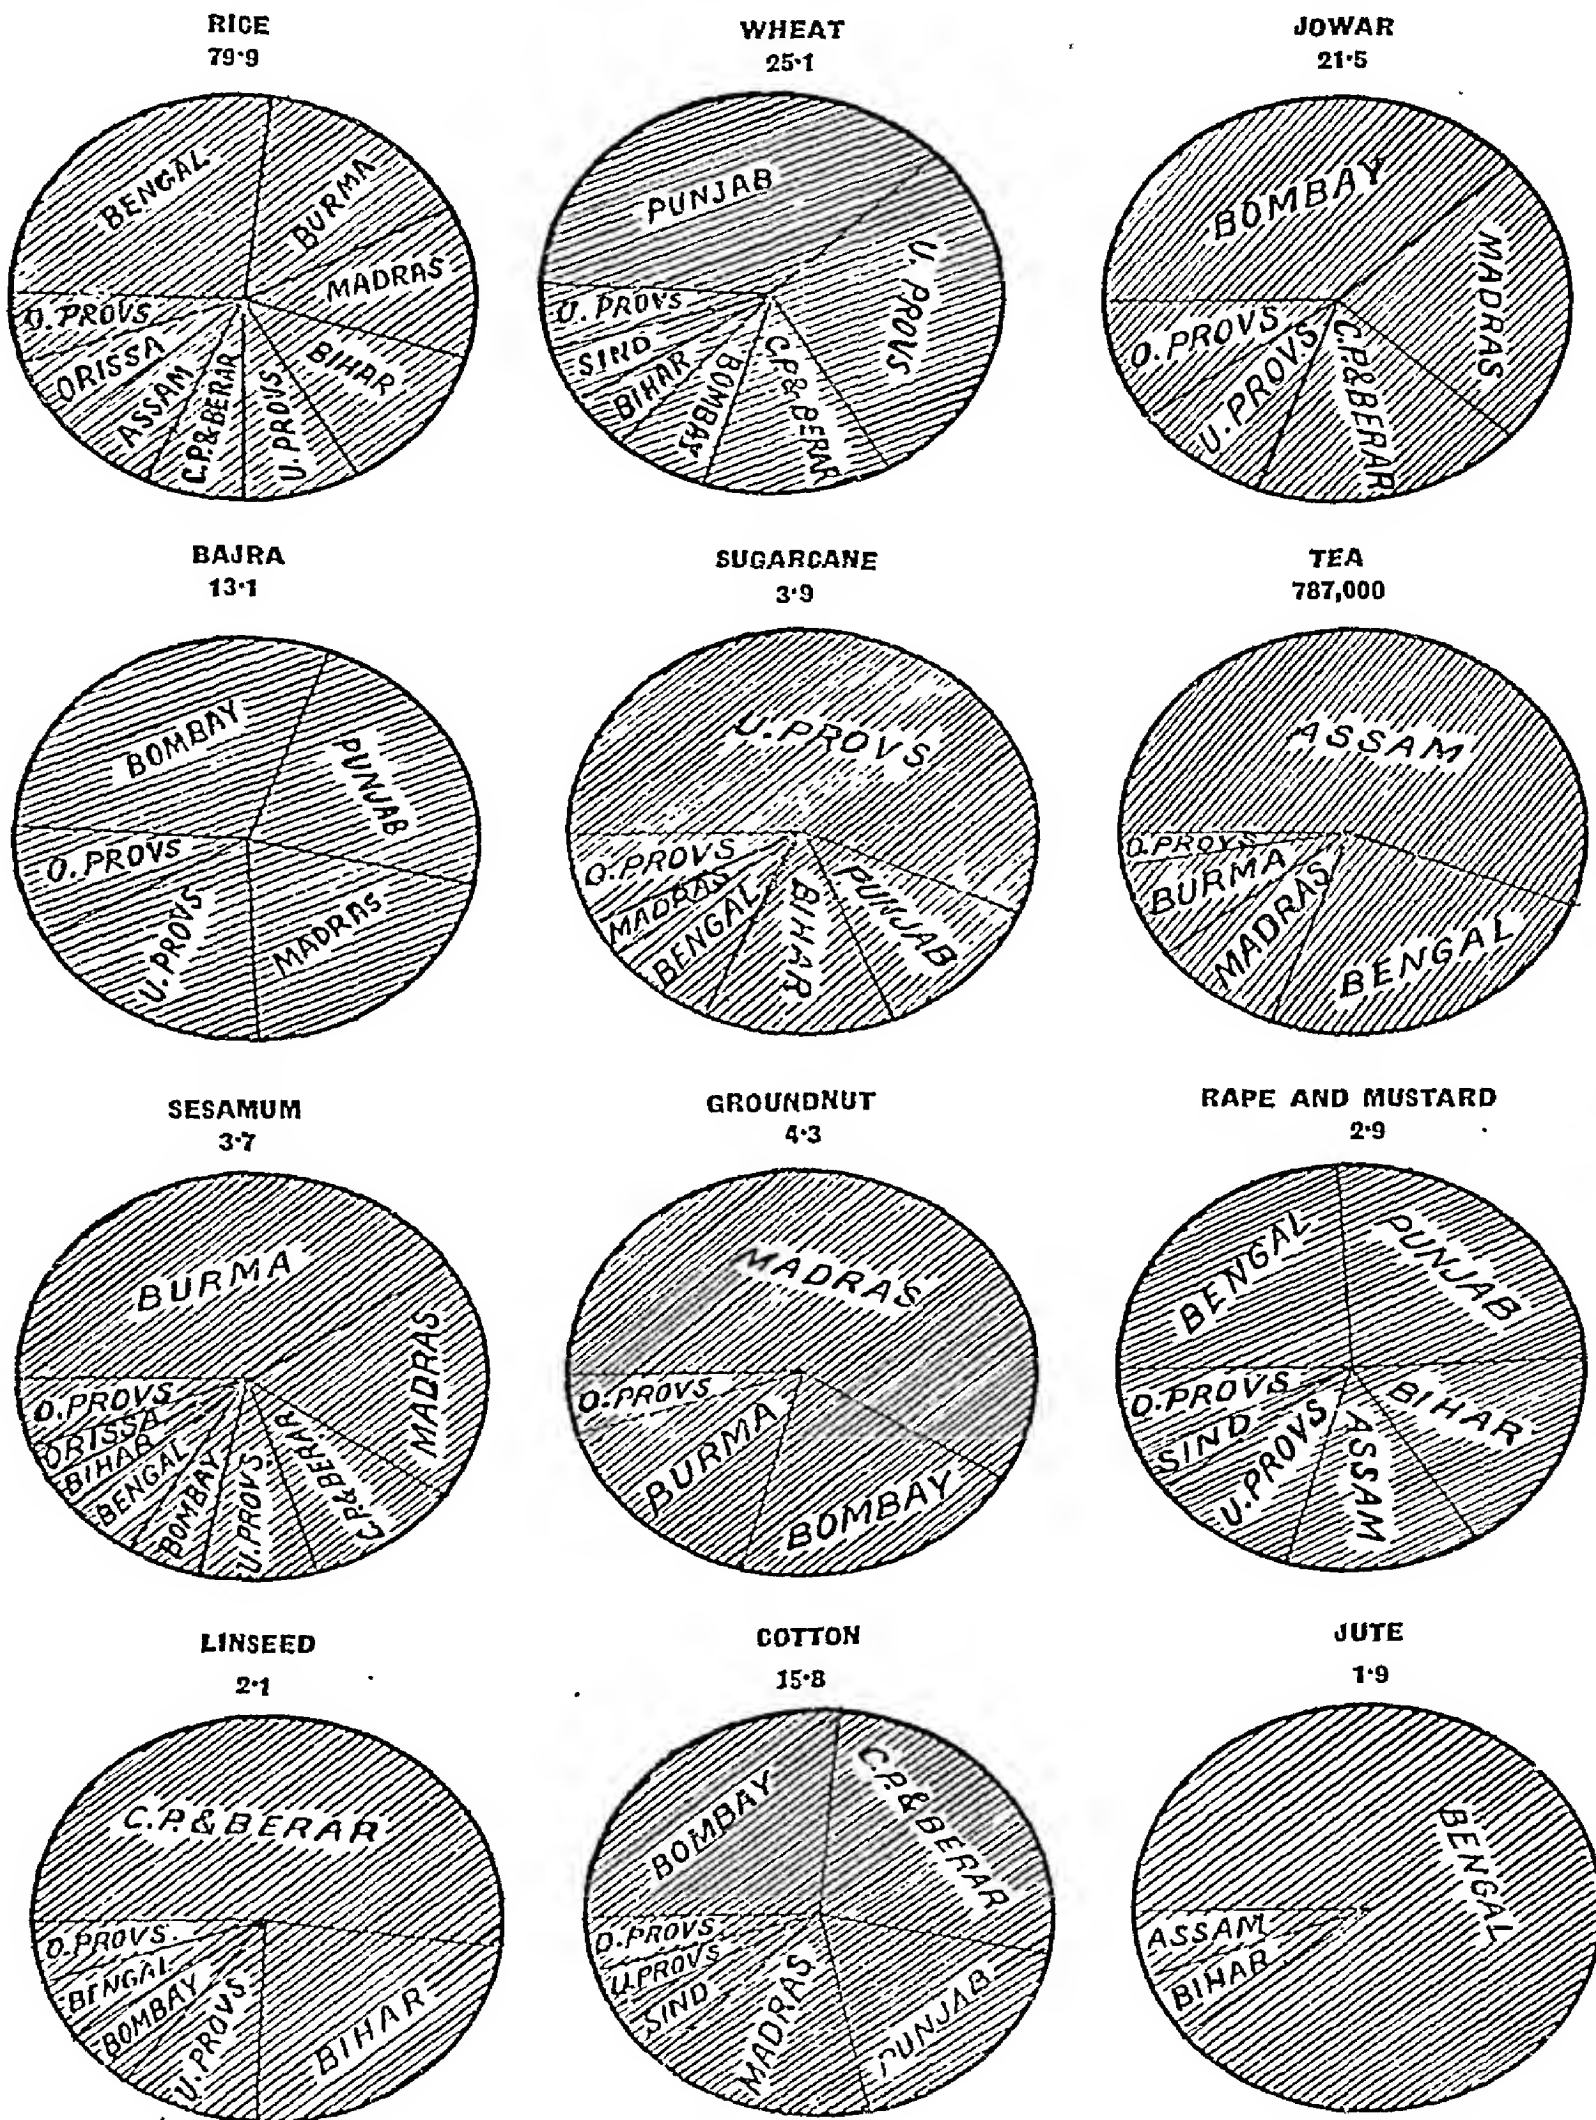 RICE
79·9
BENGAL
BURMA
MADRAS
BIHAR
U. PROVS
C.P.& BERAR
ASSAM
ORISSA
O. PROVS.
WHEAT
25·1
PUNJAB
U. PROVS
C.P.& BERAR
BOMBAY
BIHAR
SIND
U. PROVS
JOWAR
21·5
BOMBAY
MADRAS
C.P.& BERAR
U. PROVS
O. PROVS
BAJRA
13·1
BOMBAY
PUNJAB
MADRAS
U. PROVS
O. PROVS
SUGARCANE
3·9
U. PROVS
PUNJAB
BIHAR
BENGAL
MADRAS
O. PROVS
TEA
787,000
ASSAM
BENGAL
MADRAS
BURMA
O. PROVS
SESAMUM
3·7
BURMA
MADRAS
C.P.& BERAR
U. PROVS
BOMBAY
BENGAL
BIHAR
ORISSA
O. PROVS
GROUNDNUT
4·3
MADRAS
BOMBAY
BURMA
O. PROVS
RAPE AND MUSTARD
2·9
BENGAL
PUNJAB
BIHAR
ASSAM
U. PROVS
SIND
O. PROVS
LINSEED
2·1
C.P.& BERAR
BIHAR
U. PROVS
BOMBAY
BENGAL
O. PROVS.
COTTON
15·8
BOMBAY
C.P.& BERAR
PUNJAB
MADRAS
SIND
U. PROVS
O. PROVS.
JUTE
1·9
BENGAL
BIHAR
ASSAM